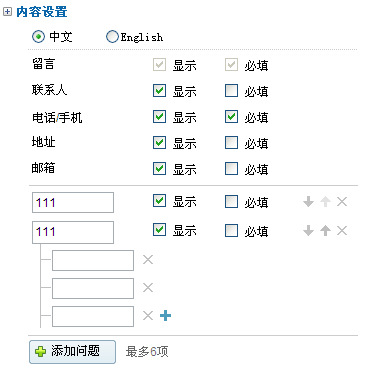 内容设置
中文 English
留言 显示 必填
联系人 显示 必填
电话/手机 显示 必填
地址 显示 必填
邮箱 显示 必填
111 显示 必填
111 显示 必填
添加问题 最多6项